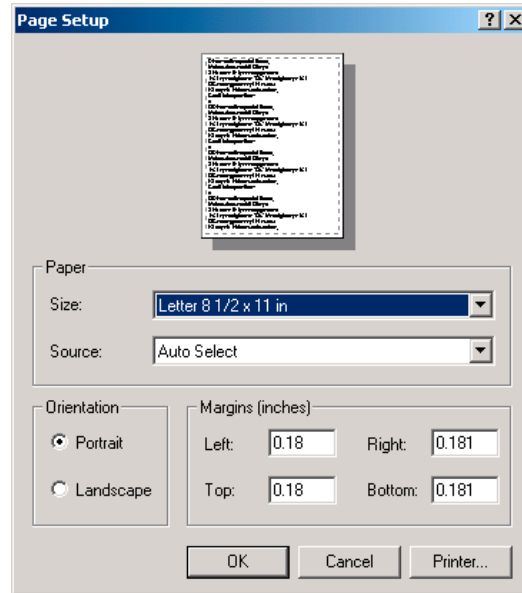 Page Setup
Paper
Size: Letter 8 1/2 x 11 in
Source: Auto Select
Orientation
Portrait
Landscape
Margins (inches)
Left: 0.18 Right: 0.181
Top: 0.18 Bottom: 0.181
OK Cancel Printer...